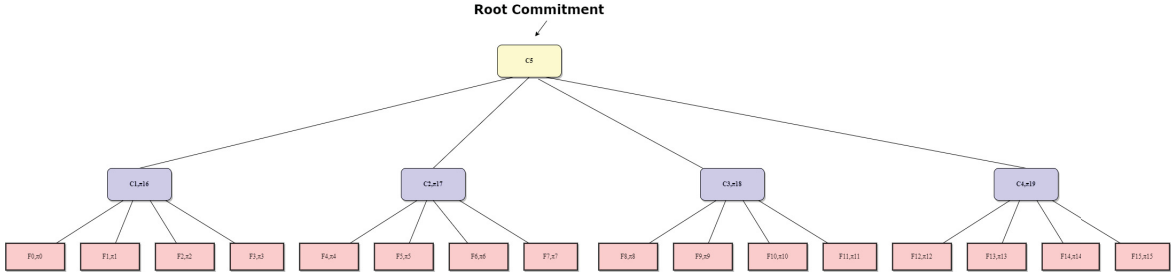 Root Commitment
C5
C1,π16
C2,π17
C3,π18
C4,π19
F0,π0
F1,π1
F2,π2
F3,π3
F4,π4
F5,π5
F6,π6
F7,π7
F8,π8
F9,π9
F10,π10
F11,π11
F12,π12
F13,π13
F14,π14
F15,π15